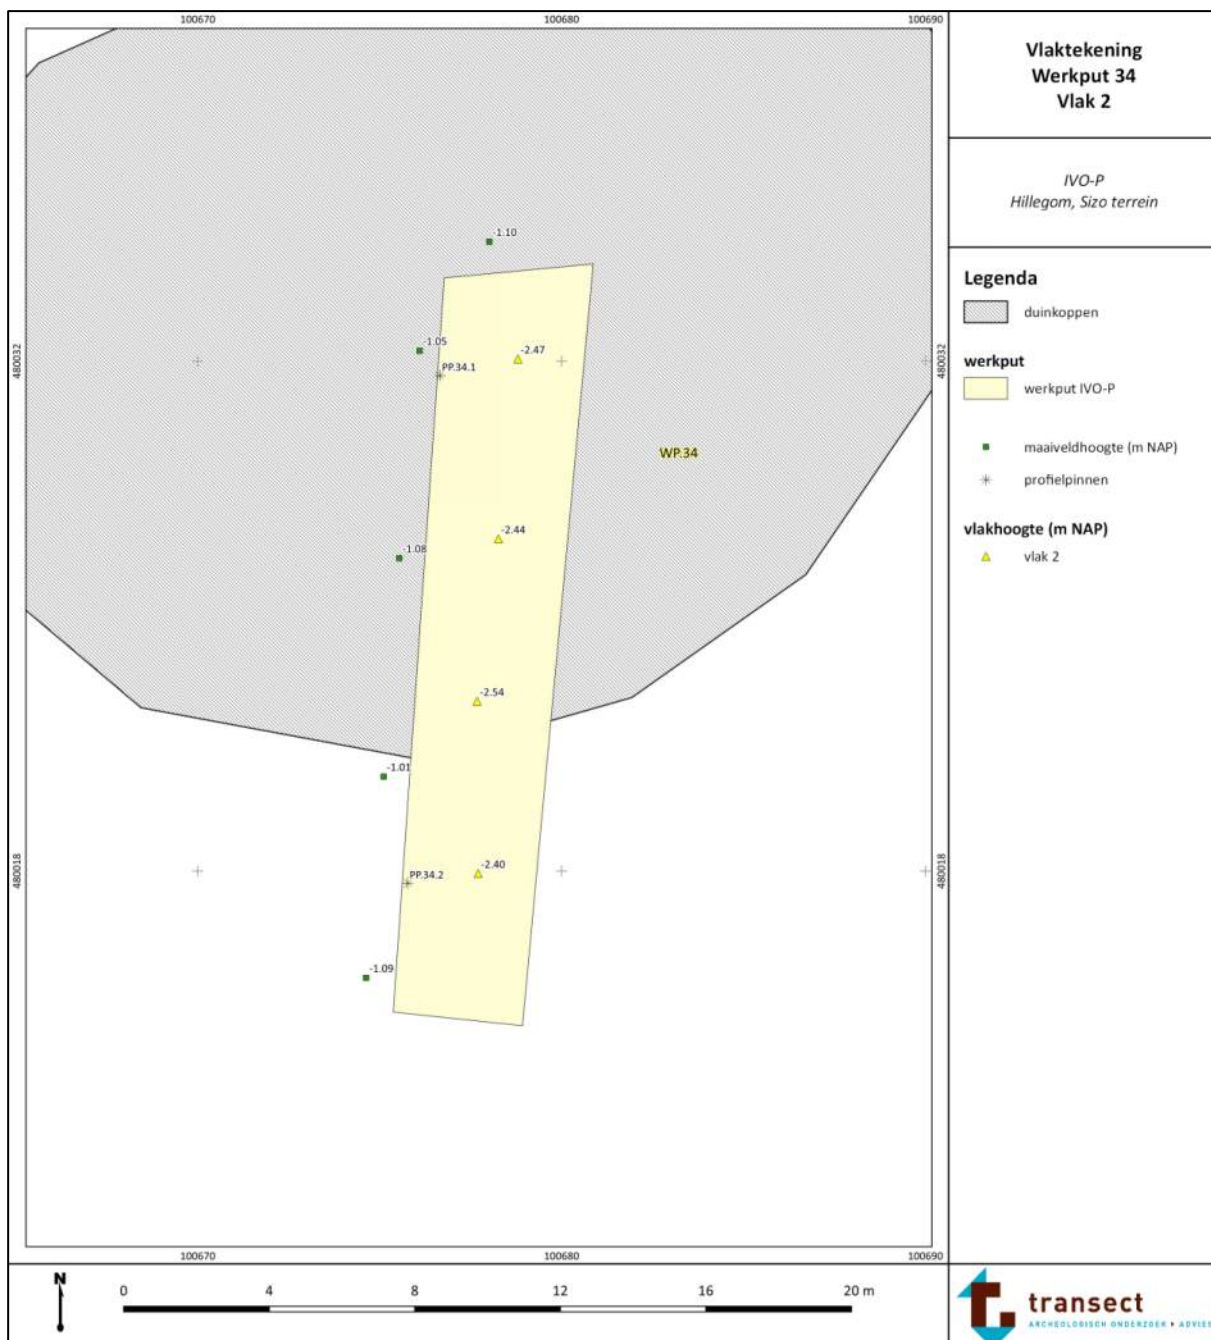 100670
100680
100690
Vlaktekening
Werkput 34
Vlak 2
IVO-P
Hillegom, Sizo terrein
Legenda
duinkoppen
werkput
werkput IVO-P
maaiveldhoogte (m NAP)
profielpinnen
vlakhoogte (m NAP)
vlak 2
-1.10
480032
-1.05
-2.47
480032
PP.34.1
WP.34
-2.44
-1.08
-2.54
-1.01
480018
-2.40
480018
PP.34.2
-1.09
100670
100680
100690
N
0
4
8
12
16
20 m
transect
ARCHEOLOGISCH ONDERZOEK & ADVIES